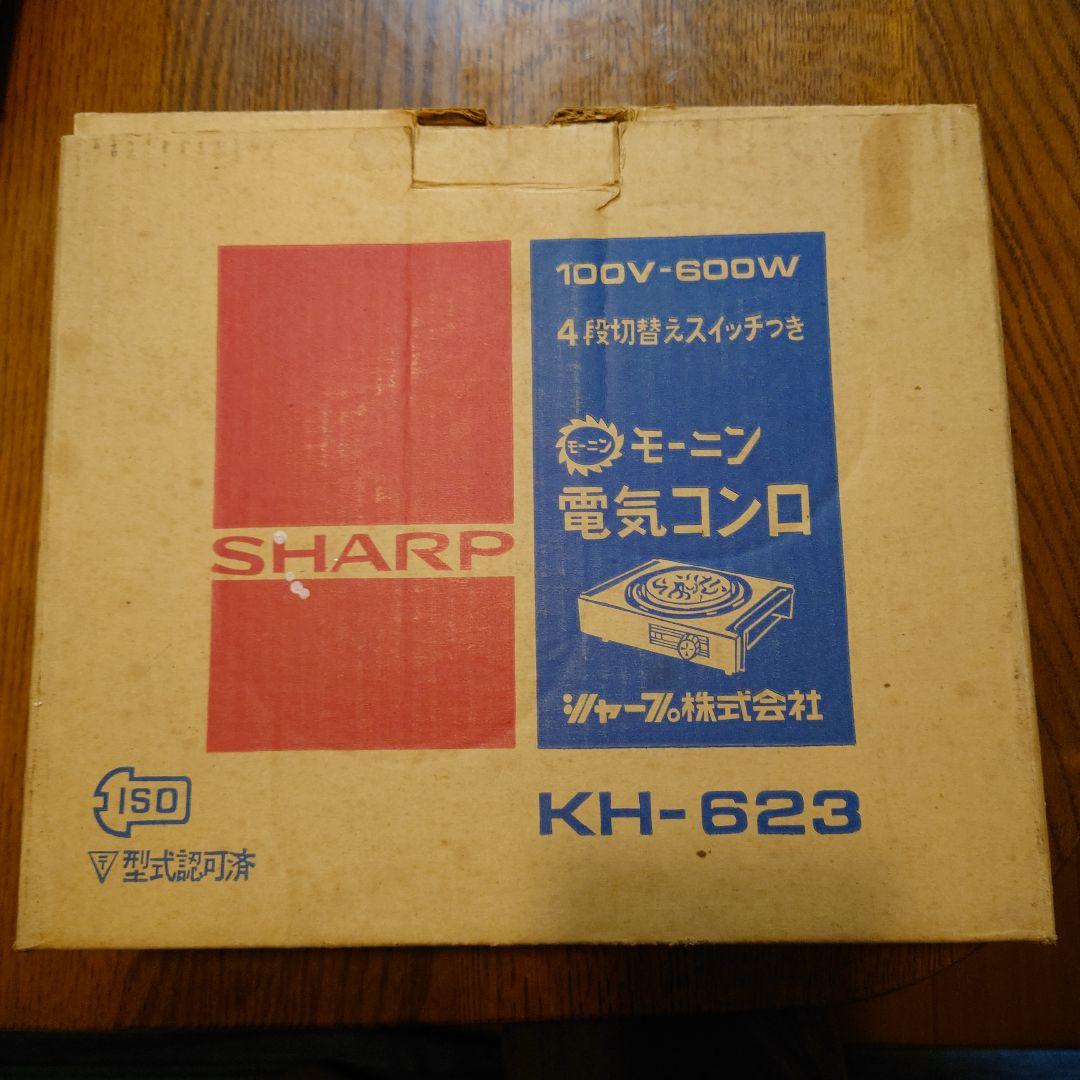 SHARP
100V-600W
4段切替えスイッチつき
モーニン モーニン
電気コンロ
シャープ株式会社
KH-623
ISO
〒 型式認可済